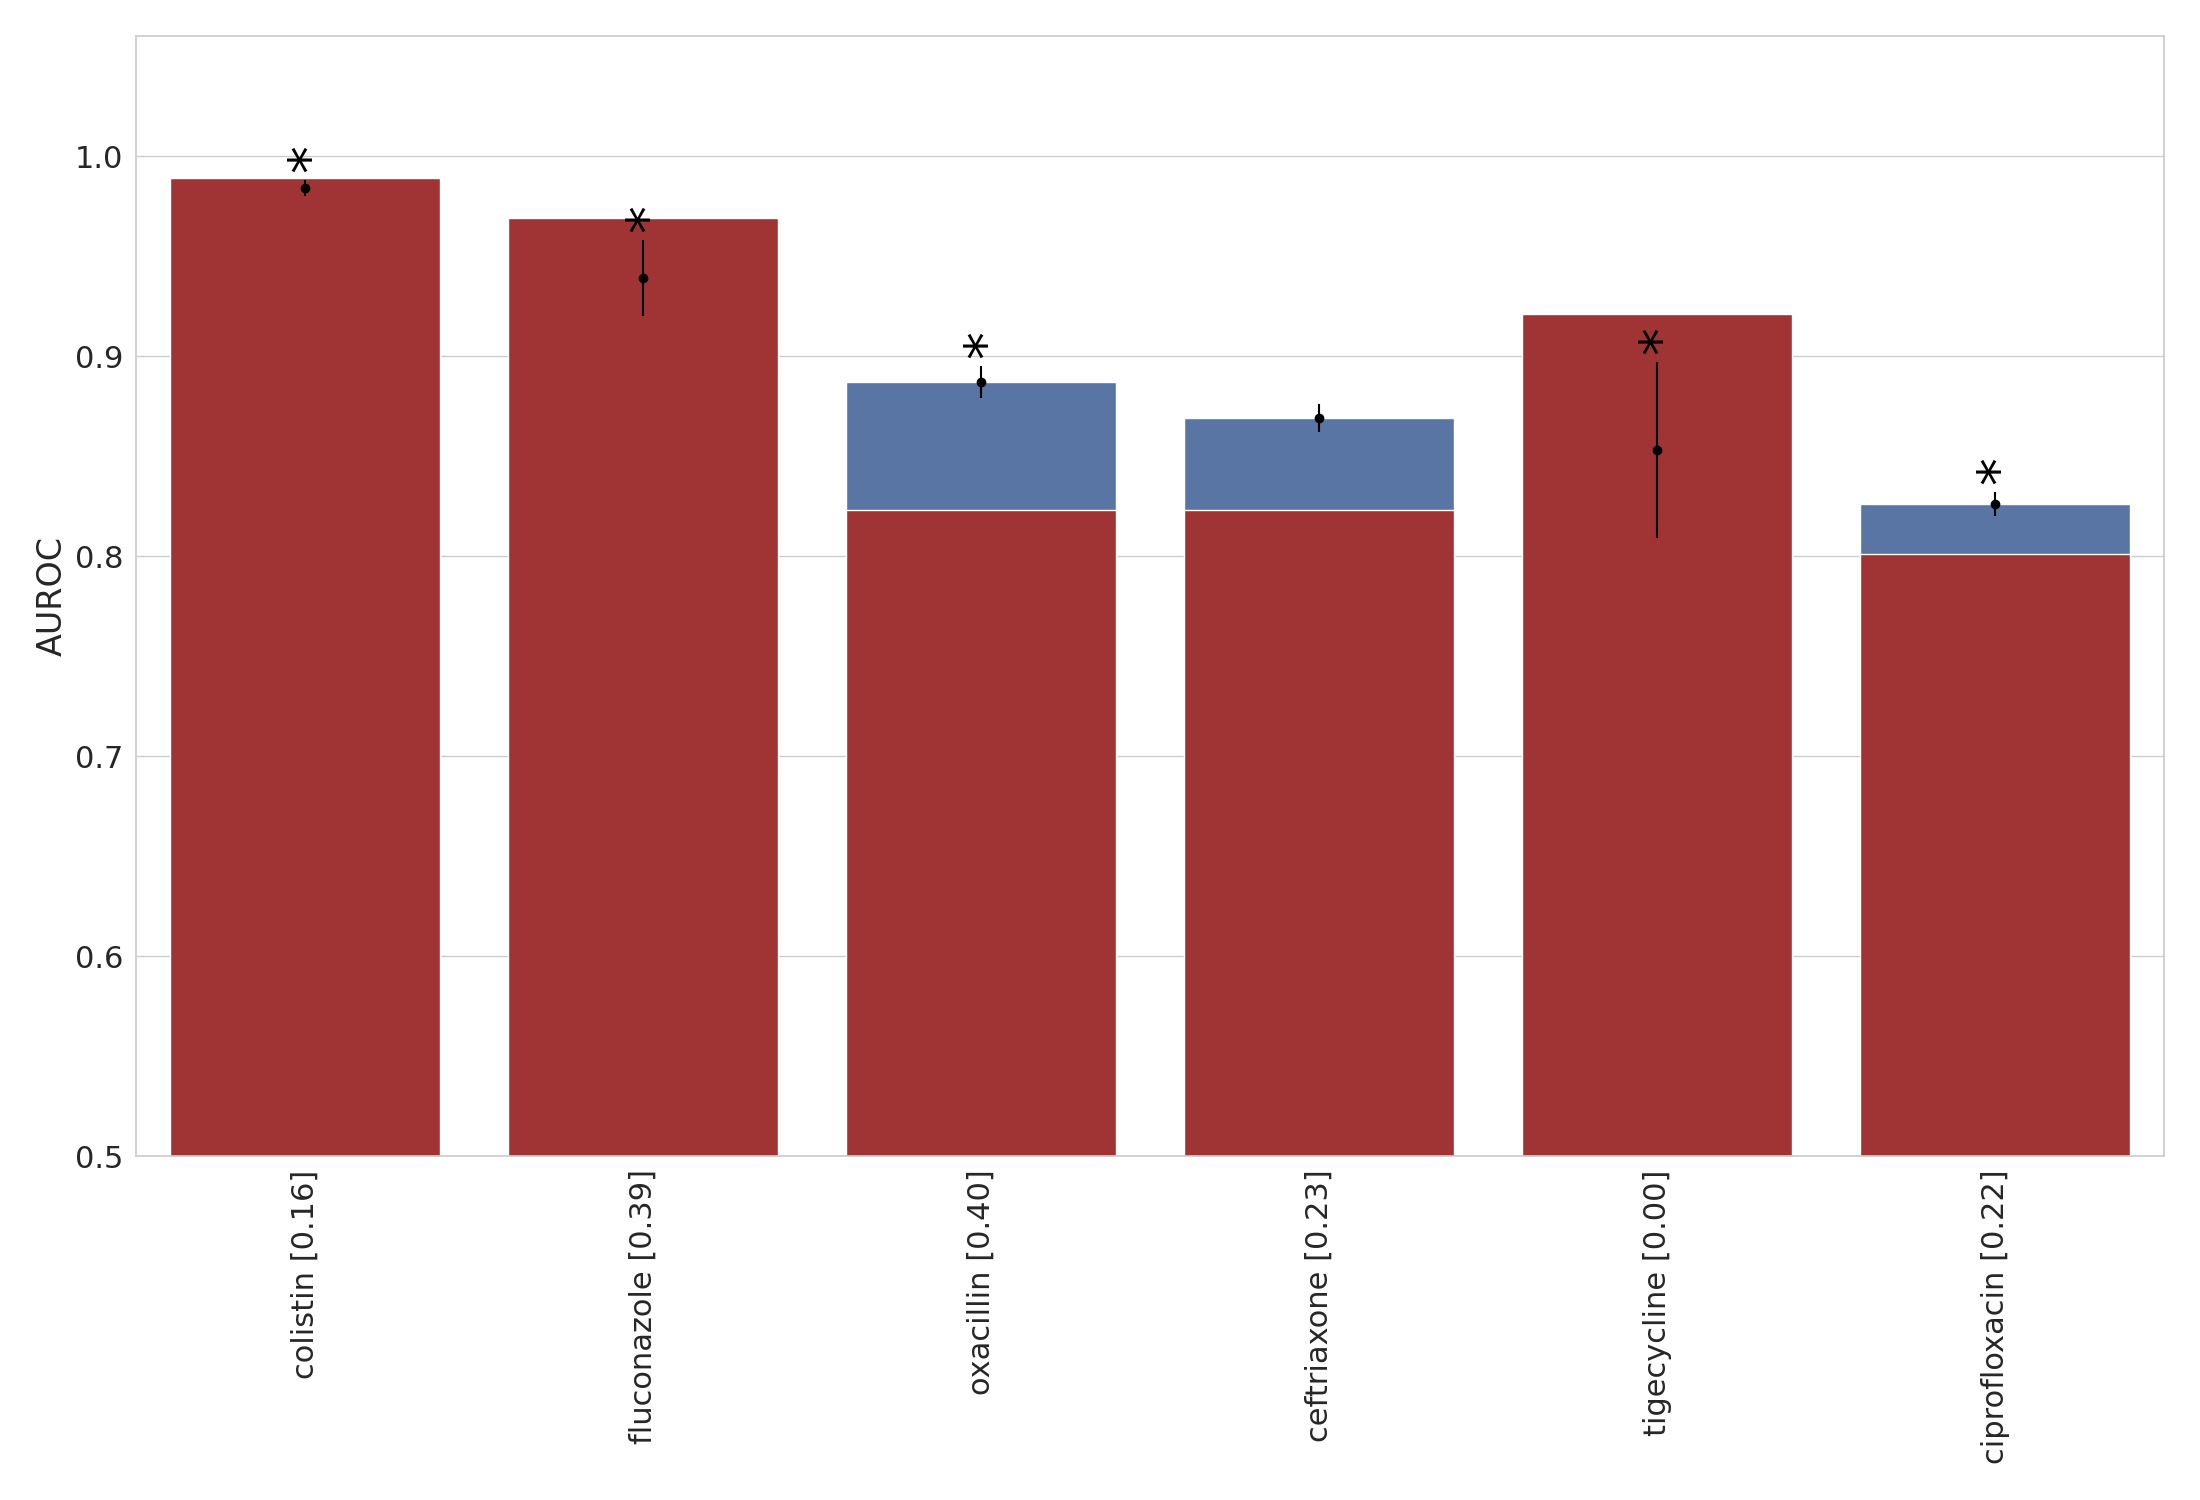 1.0
0.9
0.8
0.7
0.6
0.5
AUROC
*
*
*
*
*
colistin [0.16]
fluconazole [0.39]
oxacillin [0.40]
ceftriaxone [0.23]
tigecycline [0.00]
ciprofloxacin [0.22]